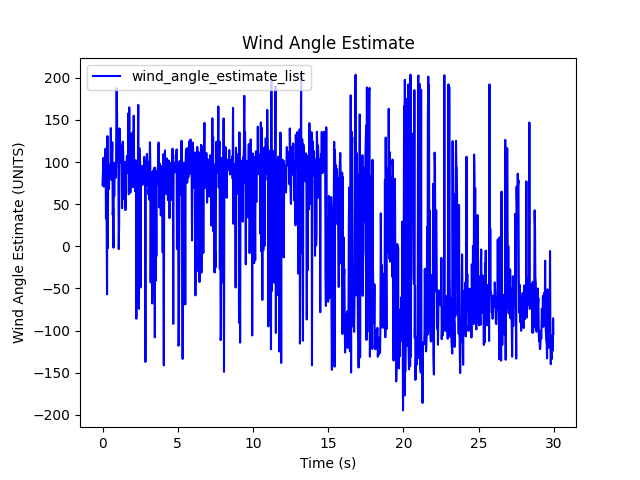 Wind Angle Estimate
wind_angle_estimate_list
Wind Angle Estimate (UNITS)
200
150
100
50
0
−50
−100
−150
−200
0 5 10 15 20 25 30
Time (s)